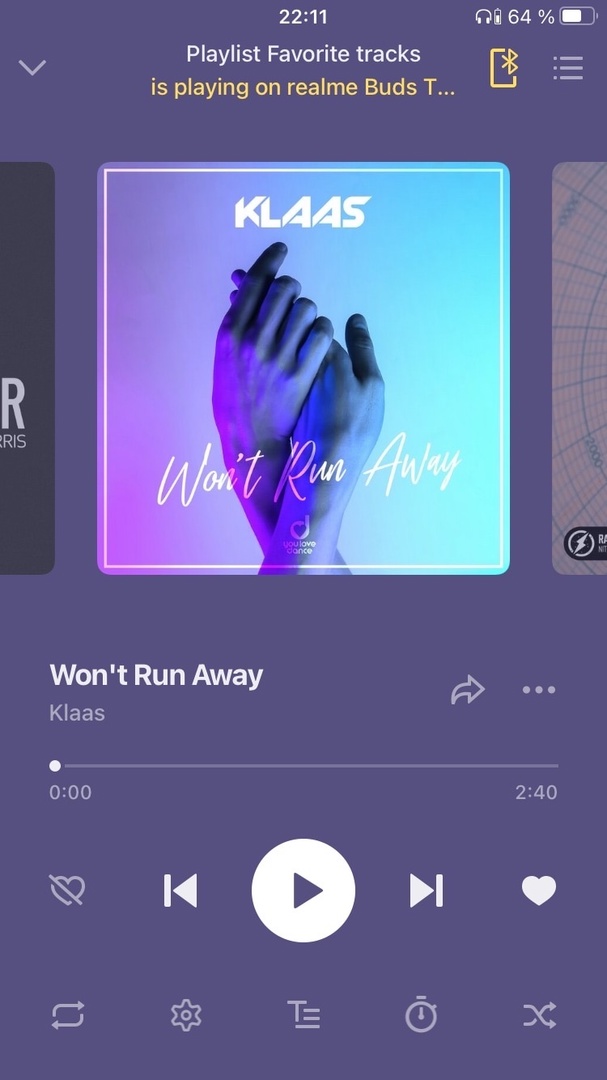 22:11
64 %
Playlist Favorite tracks
is playing on realme Buds T...
KLAAS
R
RRIS
Won't Run Away
you love
dance
RA
NIT
Won't Run Away
Klaas
0:00
2:40